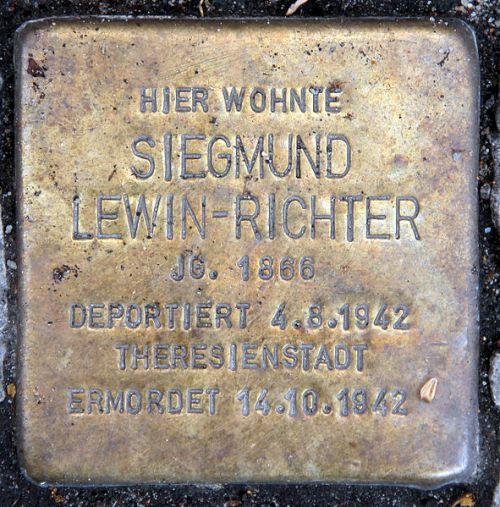 HIER WOHNTE
SIEGMUND
LEWIN-RICHTER
JG. 1866
DEPORTIERT 4.8.1942
THERESIENSTADT
ERMORDET 14.10.1942